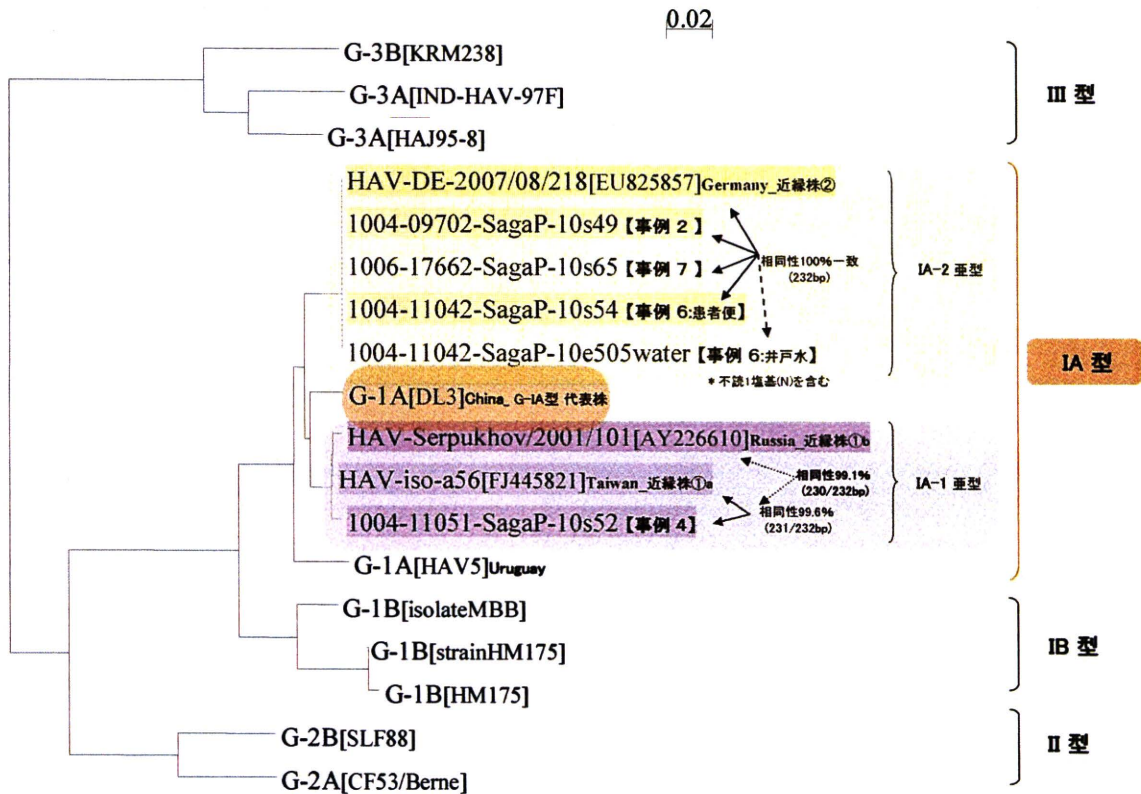 0.02
G-3B[KRM238]
G-3A[IND-HAV-97F]
G-3A[HAJ95-8]
III 型
HAV-DE-2007/08/218[EU825857]Germany_近縁株②
1004-09702-SagaP-10s49【事例 2 】
1006-17662-SagaP-10s65【事例 7】
1004-11042-SagaP-10s54【事例 6:患者便】
1004-11042-SagaP-10e505water【事例 6:井戸水】
相同性100%一致
(232bp)
* 不読1塩基(N)を含む
IA-2 亜型
G-1A[DL3]China_ G-IA型 代表株
HAV-Serpukhov/2001/101[AY226610]Russia_近縁株①b
HAV-iso-a56[FJ445821]Taiwan_近縁株①a
1004-11051-SagaP-10s52【事例 4】
相同性99.1%
(230/232bp)
相同性99.6%
(231/232bp)
IA-1 亜型
G-1A[HAV5]Uruguay
IA 型
G-1B[isolateMBB]
G-1B[strainHM175]
G-1B[HM175]
IB 型
G-2B[SLF88]
G-2A[CF53/Berne]
II 型